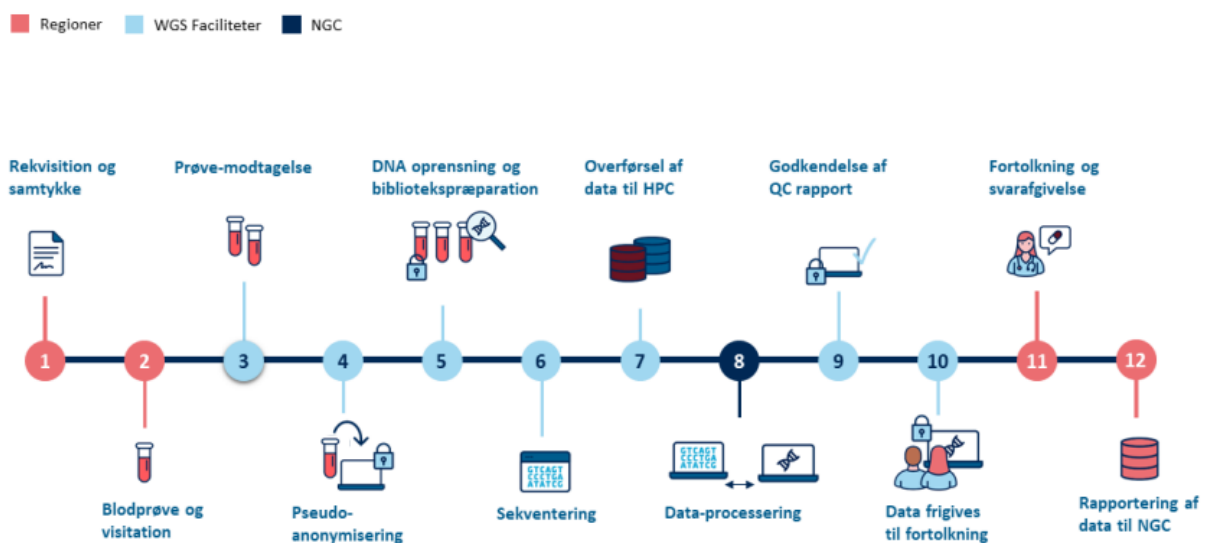 Regioner
WGS Faciliteter
NGC
Rekvisition og
samtykke
Prøve-modtagelse
DNA oprensning og
bibliotekspræparation
Overførsel af
data til HPC
Godkendelse af
QC rapport
Fortolkning og
svarafgivelse
1
2
3
4
5
6
7
8
9
10
11
12
GTCAGT
CCCTGA
ATATCG
GTCAGT
CCCTGA
ATATCG
Blodprøve og
visitation
Pseudo-
anonymisering
Sekventering
Data-processering
Data frigives
til fortolkning
Rapportering af
data til NGC